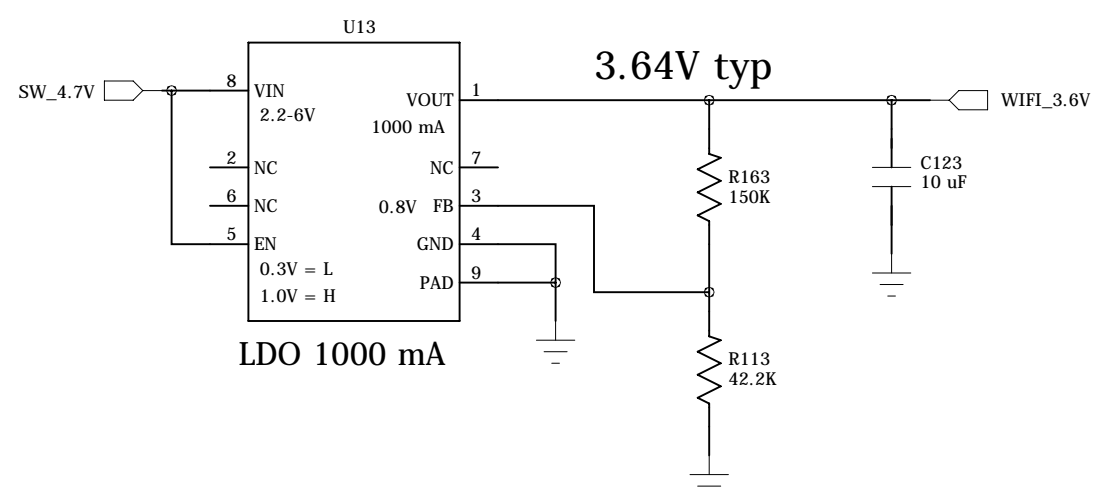 U13
3.64V typ
SW_4.7V
8
VIN
2.2-6V
VOUT
1
1000 mA
WIFI_3.6V
2
NC
NC
7
C123
10 uF
R163
150K
6
NC
0.8V FB
3
5
EN
GND
4
0.3V = L
1.0V = H
PAD
9
LDO 1000 mA
R113
42.2K